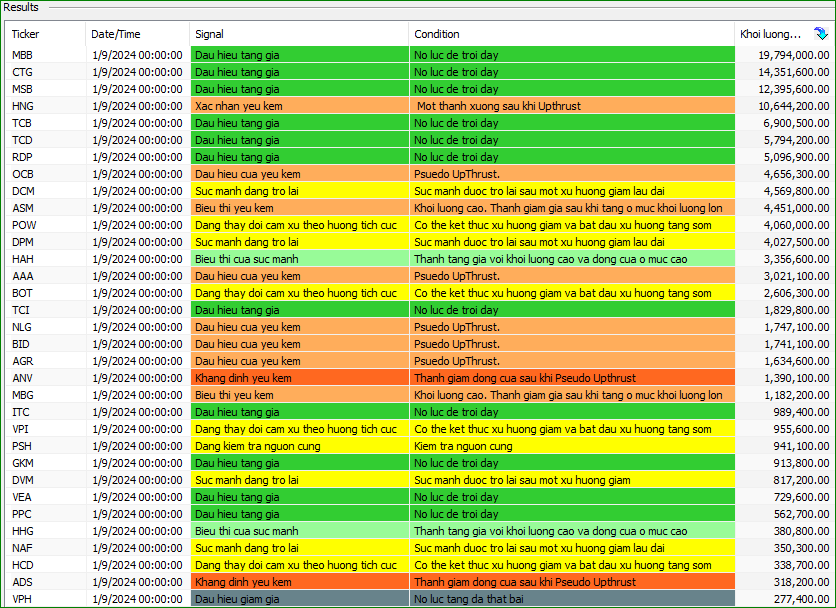 Results
Ticker Date/Time Signal Condition Khoi luong...
MBB 1/9/2024 00:00:00 Dau hieu tang gia No luc de troi day 19,794,000.00
CTG 1/9/2024 00:00:00 Dau hieu tang gia No luc de troi day 14,351,600.00
MSB 1/9/2024 00:00:00 Dau hieu tang gia No luc de troi day 12,395,600.00
HNG 1/9/2024 00:00:00 Xac nhan yeu kem Mot thanh xuong sau khi Upthrust 10,644,200.00
TCB 1/9/2024 00:00:00 Dau hieu tang gia No luc de troi day 6,900,500.00
TCD 1/9/2024 00:00:00 Dau hieu tang gia No luc de troi day 5,794,200.00
RDP 1/9/2024 00:00:00 Dau hieu tang gia No luc de troi day 5,096,900.00
OCB 1/9/2024 00:00:00 Dau hieu cua yeu kem Psuedo UpThrust. 4,656,300.00
DCM 1/9/2024 00:00:00 Suc manh dang tro lai Suc manh duoc tro lai sau mot xu huong giam lau dai 4,569,800.00
ASM 1/9/2024 00:00:00 Bieu thi yeu kem Khoi luong cao. Thanh giam gia sau khi tang o muc khoi luong lon 4,451,000.00
POW 1/9/2024 00:00:00 Dang thay doi cam xu theo huong tich cuc Co the ket thuc xu huong giam va bat dau xu huong tang som 4,060,000.00
DPM 1/9/2024 00:00:00 Suc manh dang tro lai Suc manh duoc tro lai sau mot xu huong giam lau dai 4,027,500.00
HAH 1/9/2024 00:00:00 Bieu thi cua suc manh Thanh tang gia voi khoi luong cao va dong cua o muc cao 3,356,600.00
AAA 1/9/2024 00:00:00 Dau hieu cua yeu kem Psuedo UpThrust. 3,021,100.00
BOT 1/9/2024 00:00:00 Dang thay doi cam xu theo huong tich cuc Co the ket thuc xu huong giam va bat dau xu huong tang som 2,606,300.00
TCI 1/9/2024 00:00:00 Dau hieu tang gia No luc de troi day 1,829,800.00
NLG 1/9/2024 00:00:00 Dau hieu cua yeu kem Psuedo UpThrust. 1,747,100.00
BID 1/9/2024 00:00:00 Dau hieu cua yeu kem Psuedo UpThrust. 1,741,100.00
AGR 1/9/2024 00:00:00 Dau hieu cua yeu kem Psuedo UpThrust. 1,634,600.00
ANV 1/9/2024 00:00:00 Khang dinh yeu kem Thanh giam dong cua sau khi Pseudo Upthrust 1,390,100.00
MBG 1/9/2024 00:00:00 Bieu thi yeu kem Khoi luong cao. Thanh giam gia sau khi tang o muc khoi luong lon 1,182,200.00
ITC 1/9/2024 00:00:00 Dau hieu tang gia No luc de troi day 989,400.00
VPI 1/9/2024 00:00:00 Dang thay doi cam xu theo huong tich cuc Co the ket thuc xu huong giam va bat dau xu huong tang som 955,600.00
PSH 1/9/2024 00:00:00 Dang kiem tra nguon cung Kiem tra nguon cung 941,100.00
GKM 1/9/2024 00:00:00 Dau hieu tang gia No luc de troi day 913,800.00
DVM 1/9/2024 00:00:00 Suc manh dang tro lai Suc manh duoc tro lai sau mot xu huong giam 817,200.00
VEA 1/9/2024 00:00:00 Dau hieu tang gia No luc de troi day 729,600.00
PPC 1/9/2024 00:00:00 Dau hieu tang gia No luc de troi day 562,700.00
HHG 1/9/2024 00:00:00 Bieu thi cua suc manh Thanh tang gia voi khoi luong cao va dong cua o muc cao 380,800.00
NAF 1/9/2024 00:00:00 Suc manh dang tro lai Suc manh duoc tro lai sau mot xu huong giam lau dai 350,300.00
HCD 1/9/2024 00:00:00 Dang thay doi cam xu theo huong tich cuc Co the ket thuc xu huong giam va bat dau xu huong tang som 338,700.00
ADS 1/9/2024 00:00:00 Khang dinh yeu kem Thanh giam dong cua sau khi Pseudo Upthrust 318,200.00
VPH 1/9/2024 00:00:00 Dau hieu giam gia No luc tang da that bai 277,400.00